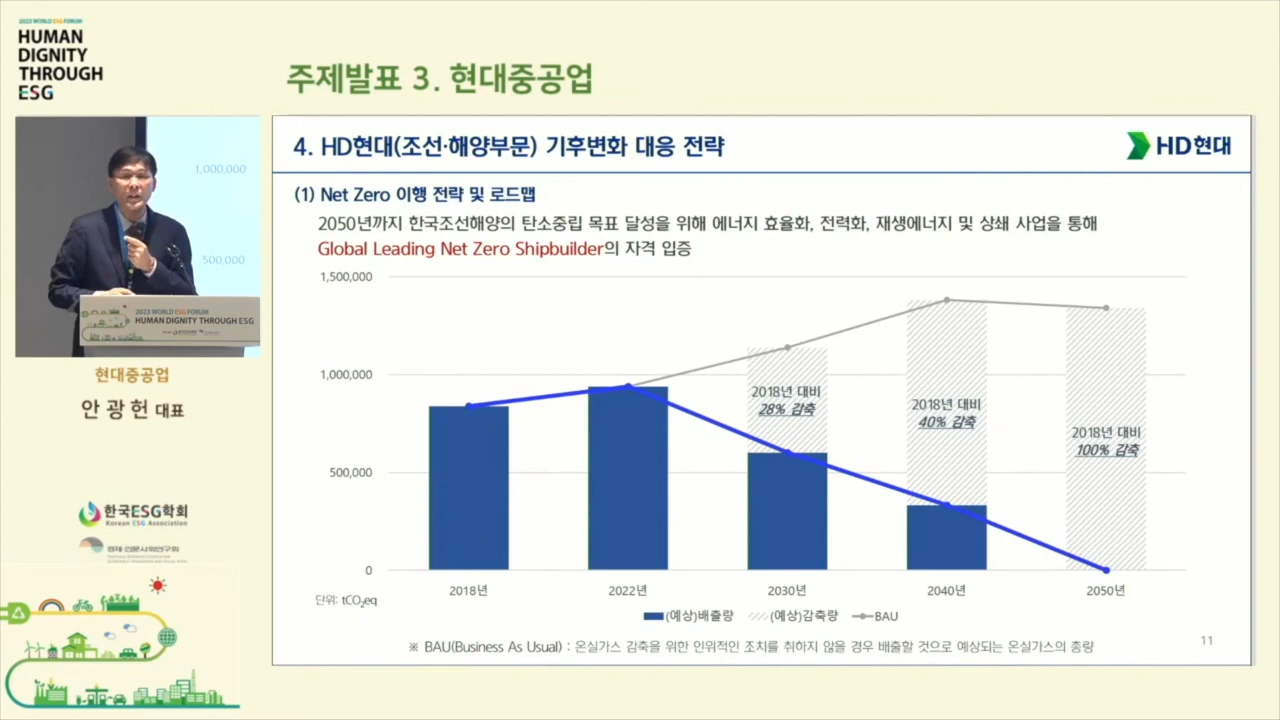 2023 WORLD ESG FORUM
HUMAN
DIGNITY
THROUGH
ESG
주제발표 3. 현대중공업
1,000,000
500,000
2023 WORLD ESG FORUM
HUMAN DIGNITY THROUGH ESG
현대중공업
안 광 헌 대표
한국ESG학회
Korean ESG Association
경제·인문사회연구회
4. HD현대(조선·해양부문) 기후변화 대응 전략
HD현대
(1) Net Zero 이행 전략 및 로드맵
2050년까지 한국조선해양의 탄소중립 목표 달성을 위해 에너지 효율화, 전력화, 재생에너지 및 상쇄 사업을 통해
Global Leading Net Zero Shipbuilder의 자격 입증
1,500,000
1,000,000
500,000
0
2018년 대비
28% 감축
2018년 대비
40% 감축
2018년 대비
100% 감축
2018년 2022년 2030년 2040년 2050년
단위: tCO₂eq
(예상)배출량 (예상)감축량 BAU
※ BAU(Business As Usual) : 온실가스 감축을 위한 인위적인 조치를 취하지 않을 경우 배출할 것으로 예상되는 온실가스의 총량
11